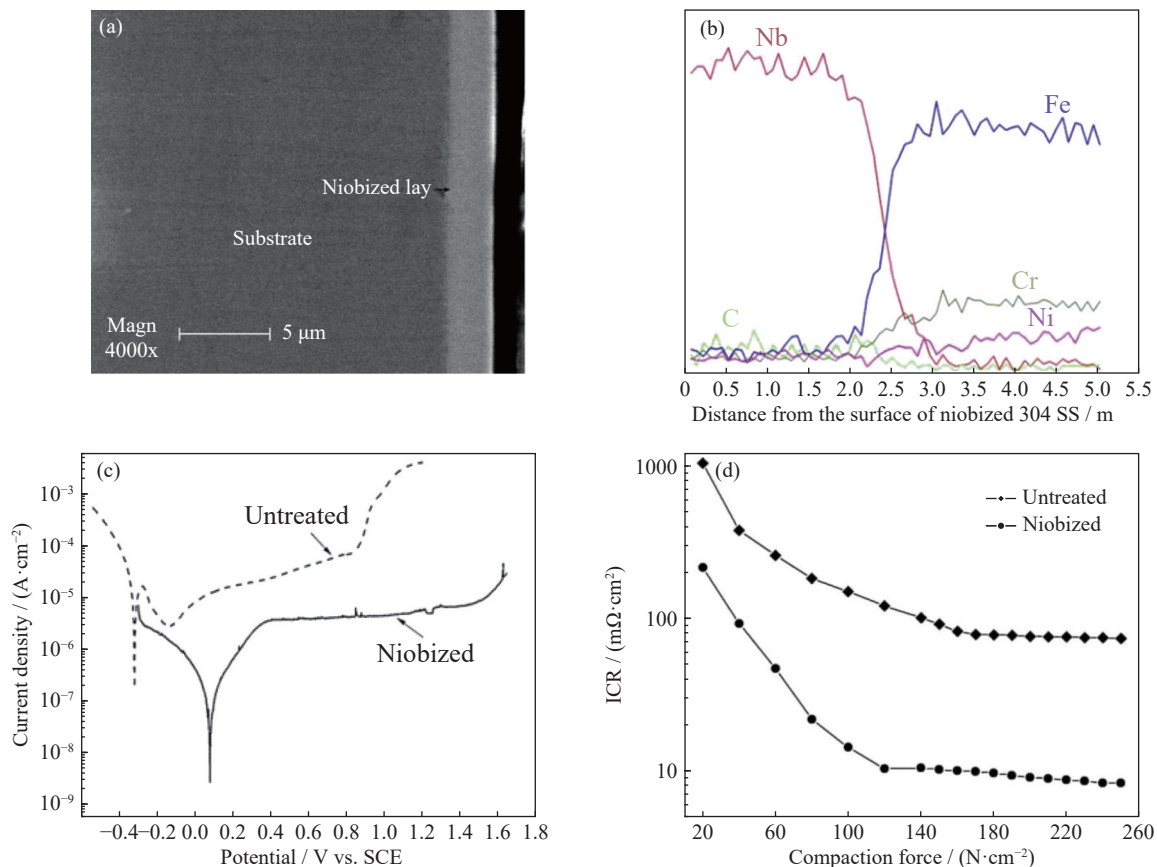 (a)
Niobized lay
Substrate
Magn
4000x
5 μm
(b)
Nb
Fe
Cr
Ni
C
0 0.5 1.0 1.5 2.0 2.5 3.0 3.5 4.0 4.5 5.0 5.5
Distance from the surface of niobized 304 SS / m
(c)
Untreated
Niobized
10⁻³
10⁻⁴
10⁻⁵
10⁻⁶
10⁻⁷
10⁻⁸
10⁻⁹
Current density / (A·cm⁻²)
−0.4 −0.2 0.0 0.2 0.4 0.6 0.8 1.0 1.2 1.4 1.6 1.8
Potential / V vs. SCE
(d)
Untreated
Niobized
1000
100
10
ICR / (mΩ·cm²)
20 60 100 140 180 220 260
Compaction force / (N·cm⁻²)